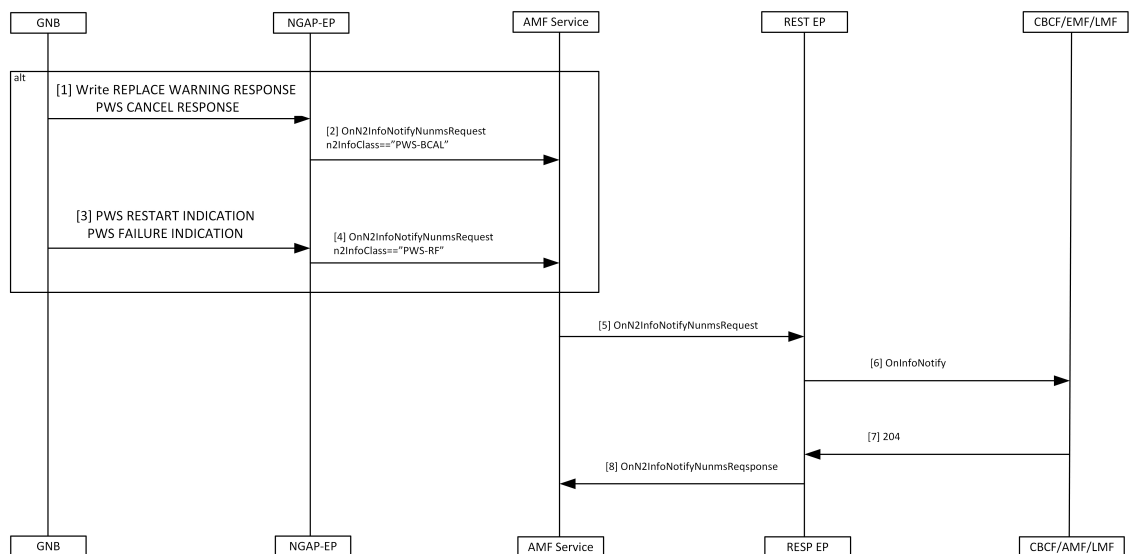 GNB
NGAP-EP
AMF Service
REST EP
CBCF/EMF/LMF
alt
[1] Write REPLACE WARNING RESPONSE
PWS CANCEL RESPONSE
[2] OnN2InfoNotifyNunmsRequest
n2InfoClass==”PWS-BCAL”
[3] PWS RESTART INDICATION
PWS FAILURE INDICATION
[4] OnN2InfoNotifyNunmsRequest
n2InfoClass==”PWS-RF”
[5] OnN2InfoNotifyNunmsRequest
[6] OnInfoNotify
[7] 204
[8] OnN2InfoNotifyNunmsReqsponse
GNB
NGAP-EP
AMF Service
RESP EP
CBCF/AMF/LMF